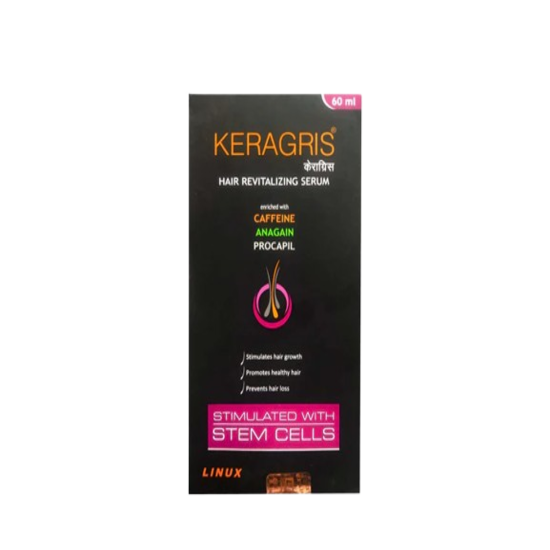 60 ml
KERAGRIS®
केराग्रिस
HAIR REVITALIZING SERUM
enriched with
CAFFEINE
ANAGAIN
PROCAPIL
Stimulates hair growth
Promotes healthy hair
Prevents hair loss
STIMULATED WITH
STEM CELLS
LINUX